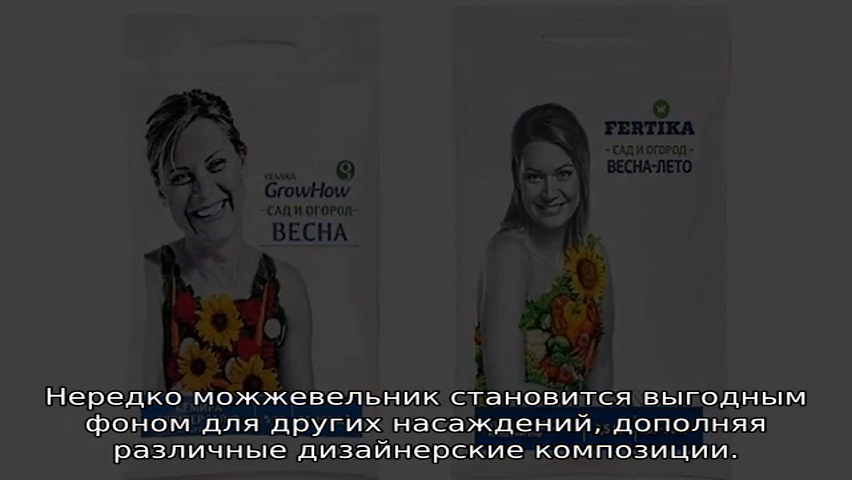 КЕМИRA
GrowHow
-САД И ОГОРОД-
ВЕСНА
FERTIKA
- САД И ОГОРОД -
ВЕСНА-ЛЕТО
Нередко можжевельник становится выгодным
фоном для других насаждений, дополняя
различные дизайнерские композиции.